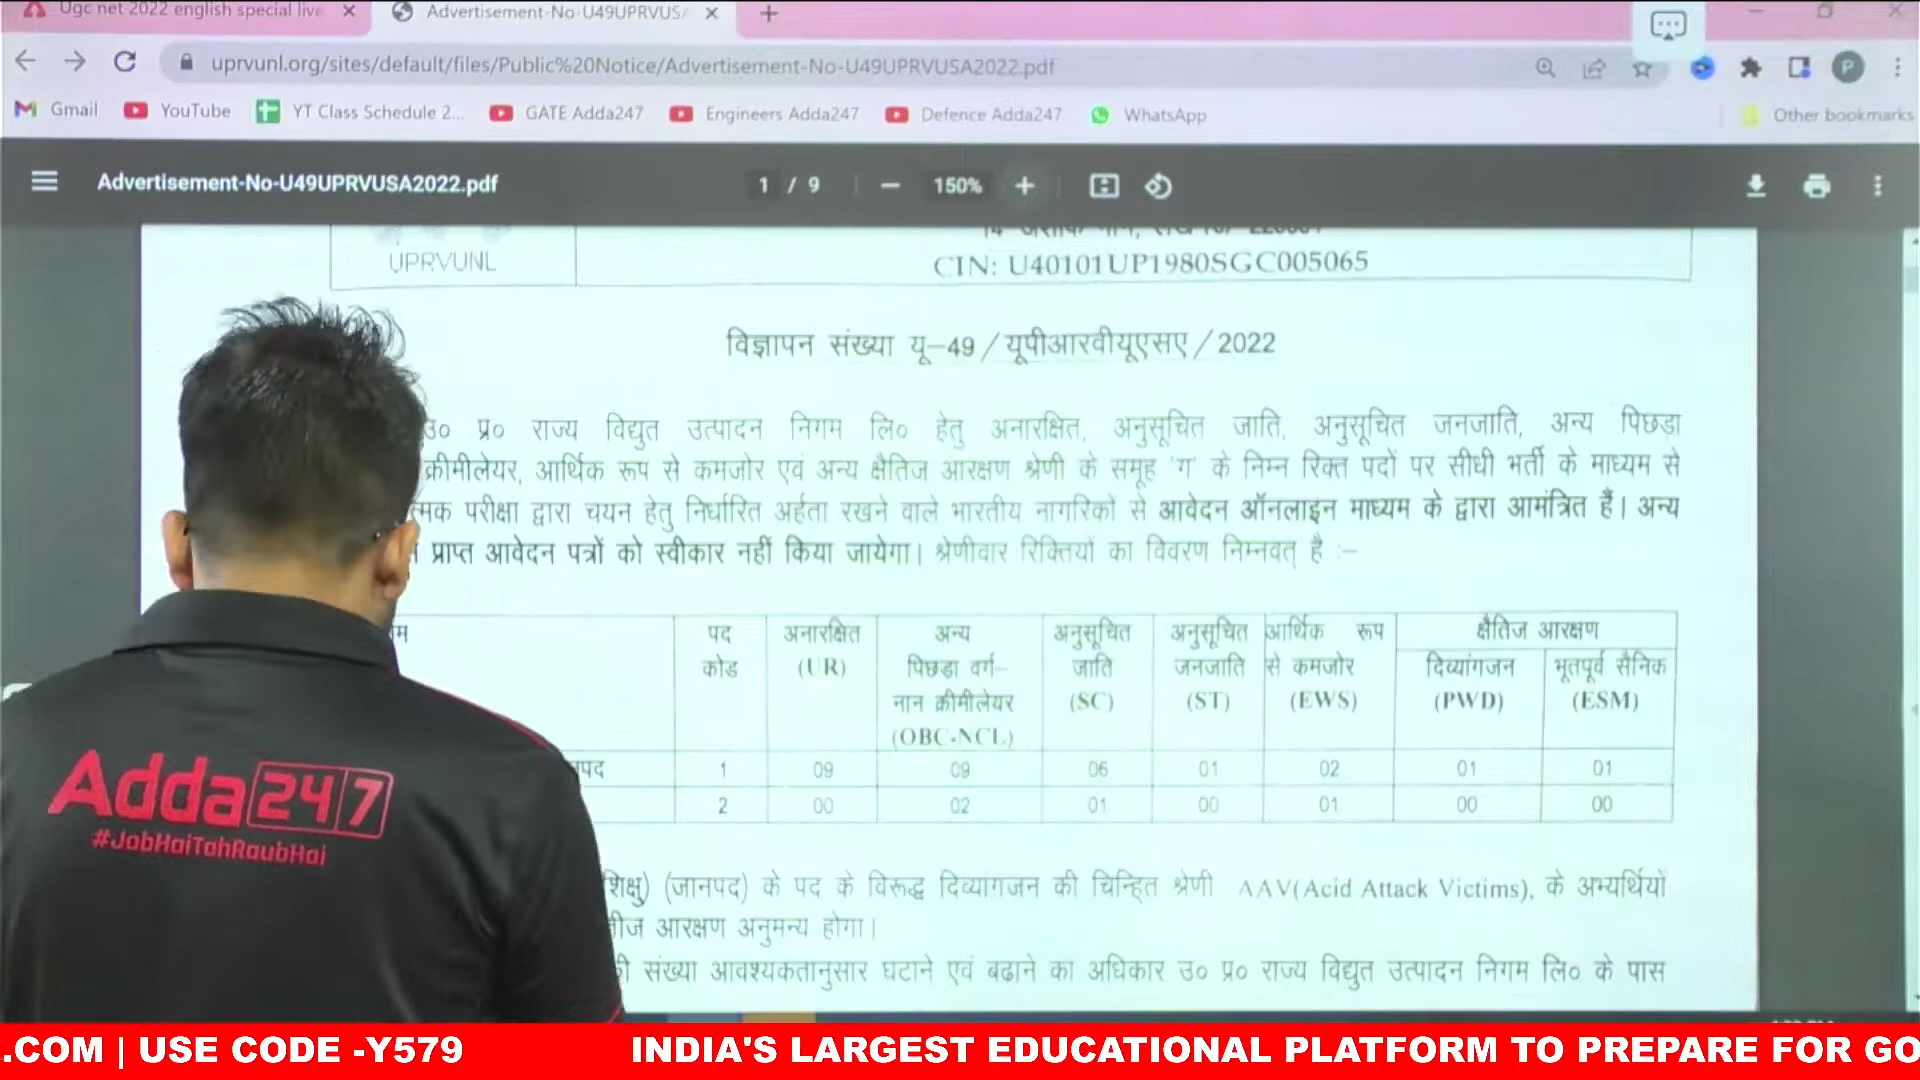 Ugc net 2022 english special live
Advertisement-No-U49UPRVUSA
uprvunl.org/sites/default/files/Public%20Notice/Advertisement-No-U49UPRVUSA2022.pdf
P
Gmail YouTube YT Class Schedule 2... GATE Adda247 Engineers Adda247 Defence Adda247 WhatsApp Other bookmarks
Advertisement-No-U49UPRVUSA2022.pdf 1 / 9 150%
UPRVUNL
CIN: U40101UP1980SGC005065
विज्ञापन संख्या यू–49/यूपीआरवीयूएसए/2022
उ० प्र० राज्य विद्युत उत्पादन निगम लि० हेतु अनारक्षित, अनुसूचित जाति, अनुसूचित जनजाति, अन्य पिछड़ा
क्रीमीलेयर, आर्थिक रूप से कमजोर एवं अन्य क्षैतिज आरक्षण श्रेणी के समूह 'ग' के निम्न रिक्त पदों पर सीधी भर्ती के माध्यम से
त्मक परीक्षा द्वारा चयन हेतु निर्धारित अर्हता रखने वाले भारतीय नागरिकों से आवेदन ऑनलाइन माध्यम के द्वारा आमंत्रित हैं। अन्य
प्राप्त आवेदन पत्रों को स्वीकार नहीं किया जायेगा। श्रेणीवार रिक्तियों का विवरण निम्नवत् है :–
म पद कोड अनारक्षित (UR) अन्य पिछडा वर्ग– नान क्रीमीलेयर (OBC-NCL) अनुसूचित जाति (SC) अनुसूचित जनजाति (ST) आर्थिक रूप से कमजोर (EWS) क्षैतिज आरक्षण दिव्यांगजन (PWD) भूतपूर्व सैनिक (ESM)
पद 1 09 09 06 01 02 01 01
2 00 02 01 00 01 00 00
शिक्षु) (जानपद) के पद के विरूद्ध दिव्यागजन की चिन्हित श्रेणी AAV(Acid Attack Victims), के अभ्यर्थियों
तीज आरक्षण अनुमन्य होगा।
की संख्या आवश्यकतानुसार घटाने एवं बढाने का अधिकार उ० प्र० राज्य विद्युत उत्पादन निगम लि० के पास
Adda247
#JobHaiTohRaubHai
.COM | USE CODE -Y579 INDIA'S LARGEST EDUCATIONAL PLATFORM TO PREPARE FOR GO